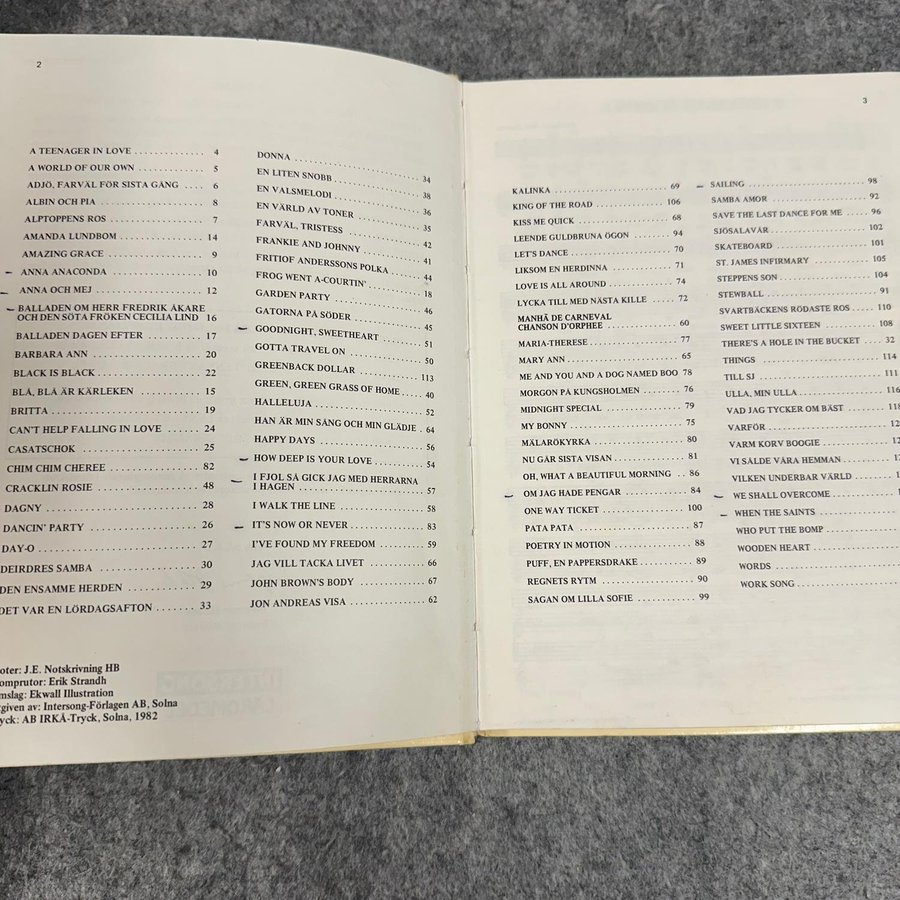 2
A TEENAGER IN LOVE . . . . . . . . . . . . . 4
A WORLD OF OUR OWN . . . . . . . . . . . . 5
ADJÖ, FARVÄL FÖR SISTA GÅNG . . . . 6
ALBIN OCH PIA . . . . . . . . . . . . . . . . . 8
ALPTOPPENS ROS . . . . . . . . . . . . . . . 7
AMANDA LUNDBOM . . . . . . . . . . . . . 14
AMAZING GRACE . . . . . . . . . . . . . . . . 9
ANNA ANACONDA . . . . . . . . . . . . . . . 10
ANNA OCH MEJ . . . . . . . . . . . . . . . . . 12
BALLADEN OM HERR FREDRIK ÅKARE
OCH DEN SÖTA FRÖKEN CECILIA LIND 16
BALLADEN DAGEN EFTER . . . . . . . . . 17
BARBARA ANN . . . . . . . . . . . . . . . . . 20
BLACK IS BLACK . . . . . . . . . . . . . . . . 22
BLÅ, BLÅ ÄR KÄRLEKEN . . . . . . . . . . 15
BRITTA . . . . . . . . . . . . . . . . . . . . . . . 19
CAN'T HELP FALLING IN LOVE . . . . . 24
CASATSCHOK . . . . . . . . . . . . . . . . . . 25
CHIM CHIM CHEREE . . . . . . . . . . . . . 82
CRACKLIN ROSIE . . . . . . . . . . . . . . . 48
DAGNY . . . . . . . . . . . . . . . . . . . . . . . 28
DANCIN' PARTY . . . . . . . . . . . . . . . . 26
DAY-O . . . . . . . . . . . . . . . . . . . . . . . . 27
DEIRDRES SAMBA . . . . . . . . . . . . . . . 30
DEN ENSAMME HERDEN . . . . . . . . . . 29
DET VAR EN LÖRDAGSAFTON . . . . . . . 33
oter: J.E. Notskrivning HB
omprutor: Erik Strandh
mslag: Ekwall Illustration
tgiven av: Intersong-Förlagen AB, Solna
yck: AB IRKÅ-Tryck, Solna, 1982
DONNA . . . . . . . . . . . . . . . . . . . . . . 34
EN LITEN SNOBB . . . . . . . . . . . . . . . 38
EN VALSMELODI . . . . . . . . . . . . . . . . 36
EN VÄRLD AV TONER . . . . . . . . . . . . 35
FARVÄL, TRISTESS . . . . . . . . . . . . . . 42
FRANKIE AND JOHNNY . . . . . . . . . . . 41
FRITIOF ANDERSSONS POLKA . . . . . . 44
FROG WENT A-COURTIN' . . . . . . . . . . 18
GARDEN PARTY . . . . . . . . . . . . . . . . 46
GATORNA PÅ SÖDER . . . . . . . . . . . . . 45
GOODNIGHT, SWEETHEART . . . . . . . . 51
GOTTA TRAVEL ON . . . . . . . . . . . . . . 50
GREENBACK DOLLAR . . . . . . . . . . . . 113
GREEN, GREEN GRASS OF HOME . . . . 40
HALLELUJA . . . . . . . . . . . . . . . . . . . 52
HAN ÄR MIN SÅNG OCH MIN GLÄDJE . 64
HAPPY DAYS . . . . . . . . . . . . . . . . . . 56
HOW DEEP IS YOUR LOVE . . . . . . . . . 54
I FJOL SÅ GICK JAG MED HERRARNA
I HAGEN . . . . . . . . . . . . . . . . . . . . . 57
I WALK THE LINE . . . . . . . . . . . . . . . 58
IT'S NOW OR NEVER . . . . . . . . . . . . . 83
I'VE FOUND MY FREEDOM . . . . . . . . . 59
JAG VILL TACKA LIVET . . . . . . . . . . . 66
JOHN BROWN'S BODY . . . . . . . . . . . . 67
JON ANDREAS VISA . . . . . . . . . . . . . 62
3
KALINKA . . . . . . . . . . . . . . . . . . . . . 69
KING OF THE ROAD . . . . . . . . . . . . . 106
KISS ME QUICK . . . . . . . . . . . . . . . . 68
LEENDE GULDBRUNA ÖGON . . . . . . . 94
LET'S DANCE . . . . . . . . . . . . . . . . . . 70
LIKSOM EN HERDINNA . . . . . . . . . . . 71
LOVE IS ALL AROUND . . . . . . . . . . . . 74
LYCKA TILL MED NÄSTA KILLE . . . . 72
MANHÃ DE CARNEVAL
CHANSON D'ORPHEE . . . . . . . . . . . . 60
MARIA-THERESE . . . . . . . . . . . . . . . 77
MARY ANN . . . . . . . . . . . . . . . . . . . 65
ME AND YOU AND A DOG NAMED BOO 78
MORGON PÅ KUNGSHOLMEN . . . . . . 76
MIDNIGHT SPECIAL . . . . . . . . . . . . . 79
MY BONNY . . . . . . . . . . . . . . . . . . . 75
MÄLARÖKYRKA . . . . . . . . . . . . . . . . 80
NU GÅR SISTA VISAN . . . . . . . . . . . . 81
OH, WHAT A BEAUTIFUL MORNING . . 86
OM JAG HADE PENGAR . . . . . . . . . . . 84
ONE WAY TICKET . . . . . . . . . . . . . . . 100
PATA PATA . . . . . . . . . . . . . . . . . . . 87
POETRY IN MOTION . . . . . . . . . . . . . 88
PUFF, EN PAPPERSDRAKE . . . . . . . . . 89
REGNETS RYTM . . . . . . . . . . . . . . . . 90
SAGAN OM LILLA SOFIE . . . . . . . . . . 99
SAILING . . . . . . . . . . . . . . . . . . . . . 98
SAMBA AMOR . . . . . . . . . . . . . . . . . 92
SAVE THE LAST DANCE FOR ME . . . . 96
SJÖSALAVÅR . . . . . . . . . . . . . . . . . . 102
SKATEBOARD . . . . . . . . . . . . . . . . . 101
ST. JAMES INFIRMARY . . . . . . . . . . . 105
STEPPENS SON . . . . . . . . . . . . . . . . 104
STEWBALL . . . . . . . . . . . . . . . . . . . 91
SVARTBÄCKENS RÖDASTE ROS . . . . . 110
SWEET LITTLE SIXTEEN . . . . . . . . . . 108
THERE'S A HOLE IN THE BUCKET . . . . 32
THINGS . . . . . . . . . . . . . . . . . . . . . 114
TILL SJ . . . . . . . . . . . . . . . . . . . . . 111
ULLA, MIN ULLA . . . . . . . . . . . . . . . 116
VAD JAG TYCKER OM BÄST . . . . . . . . 118
VARFÖR . . . . . . . . . . . . . . . . . . . . . 12
VARM KORV BOOGIE . . . . . . . . . . . . 12
VI SÅLDE VÅRA HEMMAN . . . . . . . . . 12
VILKEN UNDERBAR VÄRLD . . . . . . . .
WE SHALL OVERCOME . . . . . . . . . . .
WHEN THE SAINTS . . . . . . . . . . . . . .
WHO PUT THE BOMP . . . . . . . . . . . . .
WOODEN HEART . . . . . . . . . . . . . . .
WORDS . . . . . . . . . . . . . . . . . . . . . .
WORK SONG . . . . . . . . . . . . . . . . . .